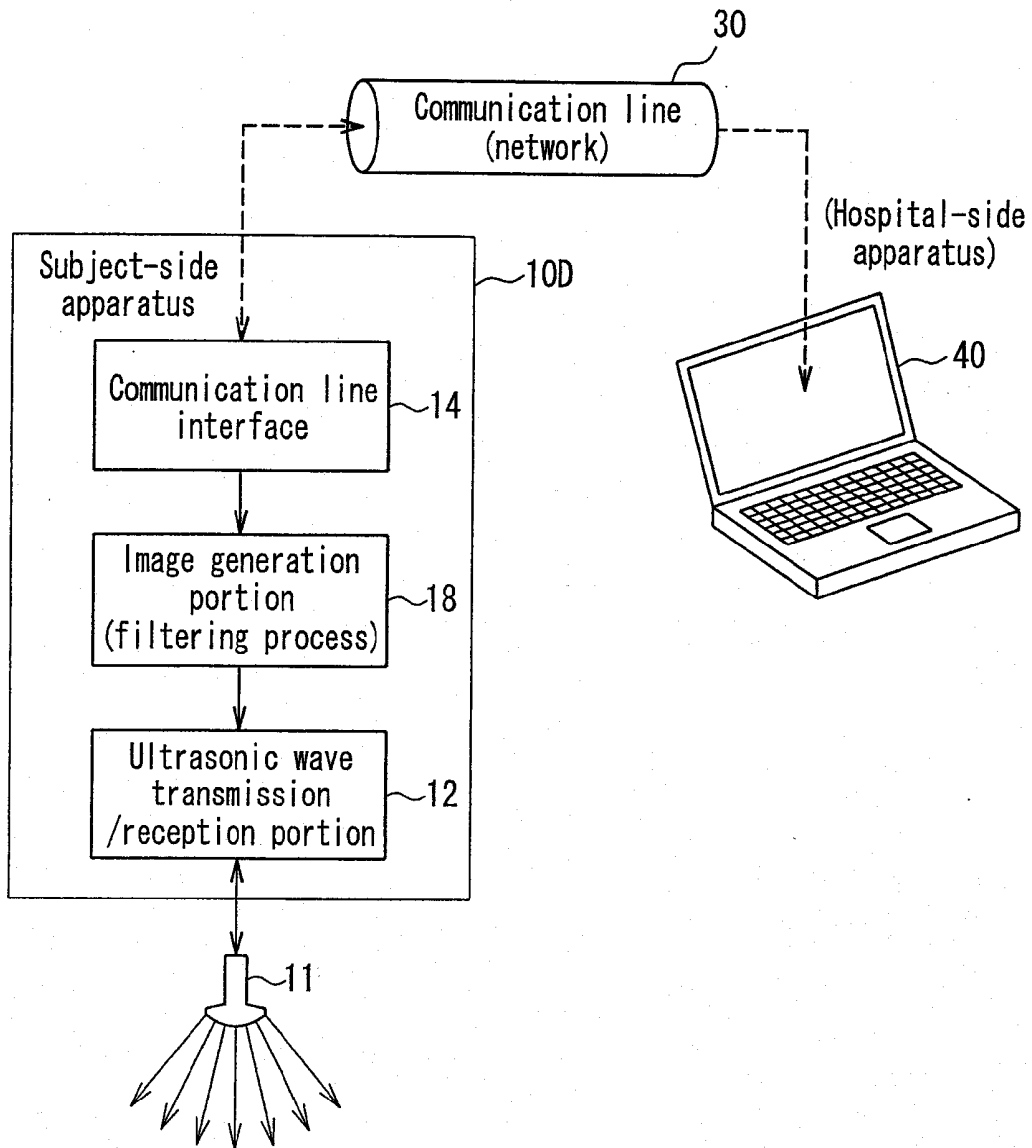 30
Communication line
(network)
(Hospital-side
apparatus)
Subject-side
apparatus
10D
40
Communication line
interface
14
Image generation
portion
(filtering process)
18
Ultrasonic wave
transmission
/reception portion
12
11